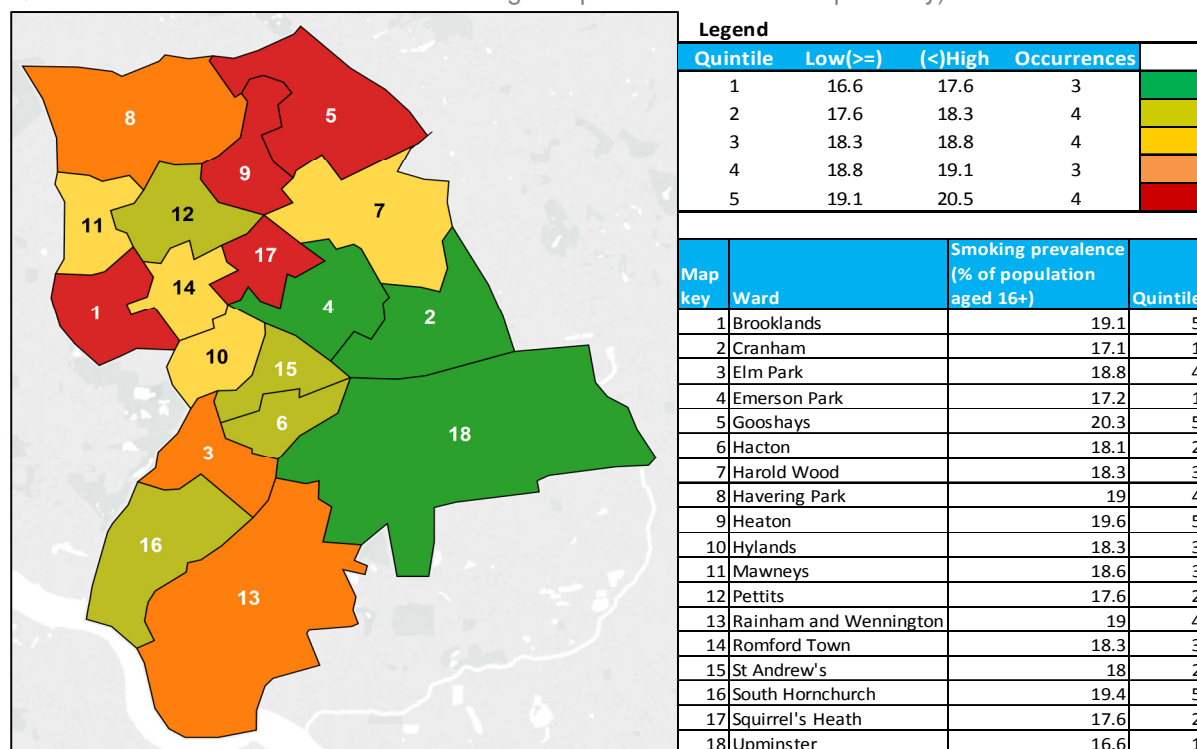 Legend
Quintile Low(>=) (<)High Occurrences
1 16.6 17.6 3
2 17.6 18.3 4
3 18.3 18.8 4
4 18.8 19.1 3
5 19.1 20.5 4
Map key Ward Smoking prevalence (% of population aged 16+) Quintile
1 Brooklands 19.1 5
2 Cranham 17.1 1
3 Elm Park 18.8 4
4 Emerson Park 17.2 1
5 Gooshays 20.3 5
6 Hacton 18.1 2
7 Harold Wood 18.3 3
8 Havering Park 19 4
9 Heaton 19.6 5
10 Hylands 18.3 3
11 Mawneys 18.6 3
12 Pettits 17.6 2
13 Rainham and Wennington 19 4
14 Romford Town 18.3 3
15 St Andrew's 18 2
16 South Hornchurch 19.4 5
17 Squirrel's Heath 17.6 2
18 Upminster 16.6 1
8
5
9
12
7
11
17
14
1
4
2
10
15
6
18
3
16
13